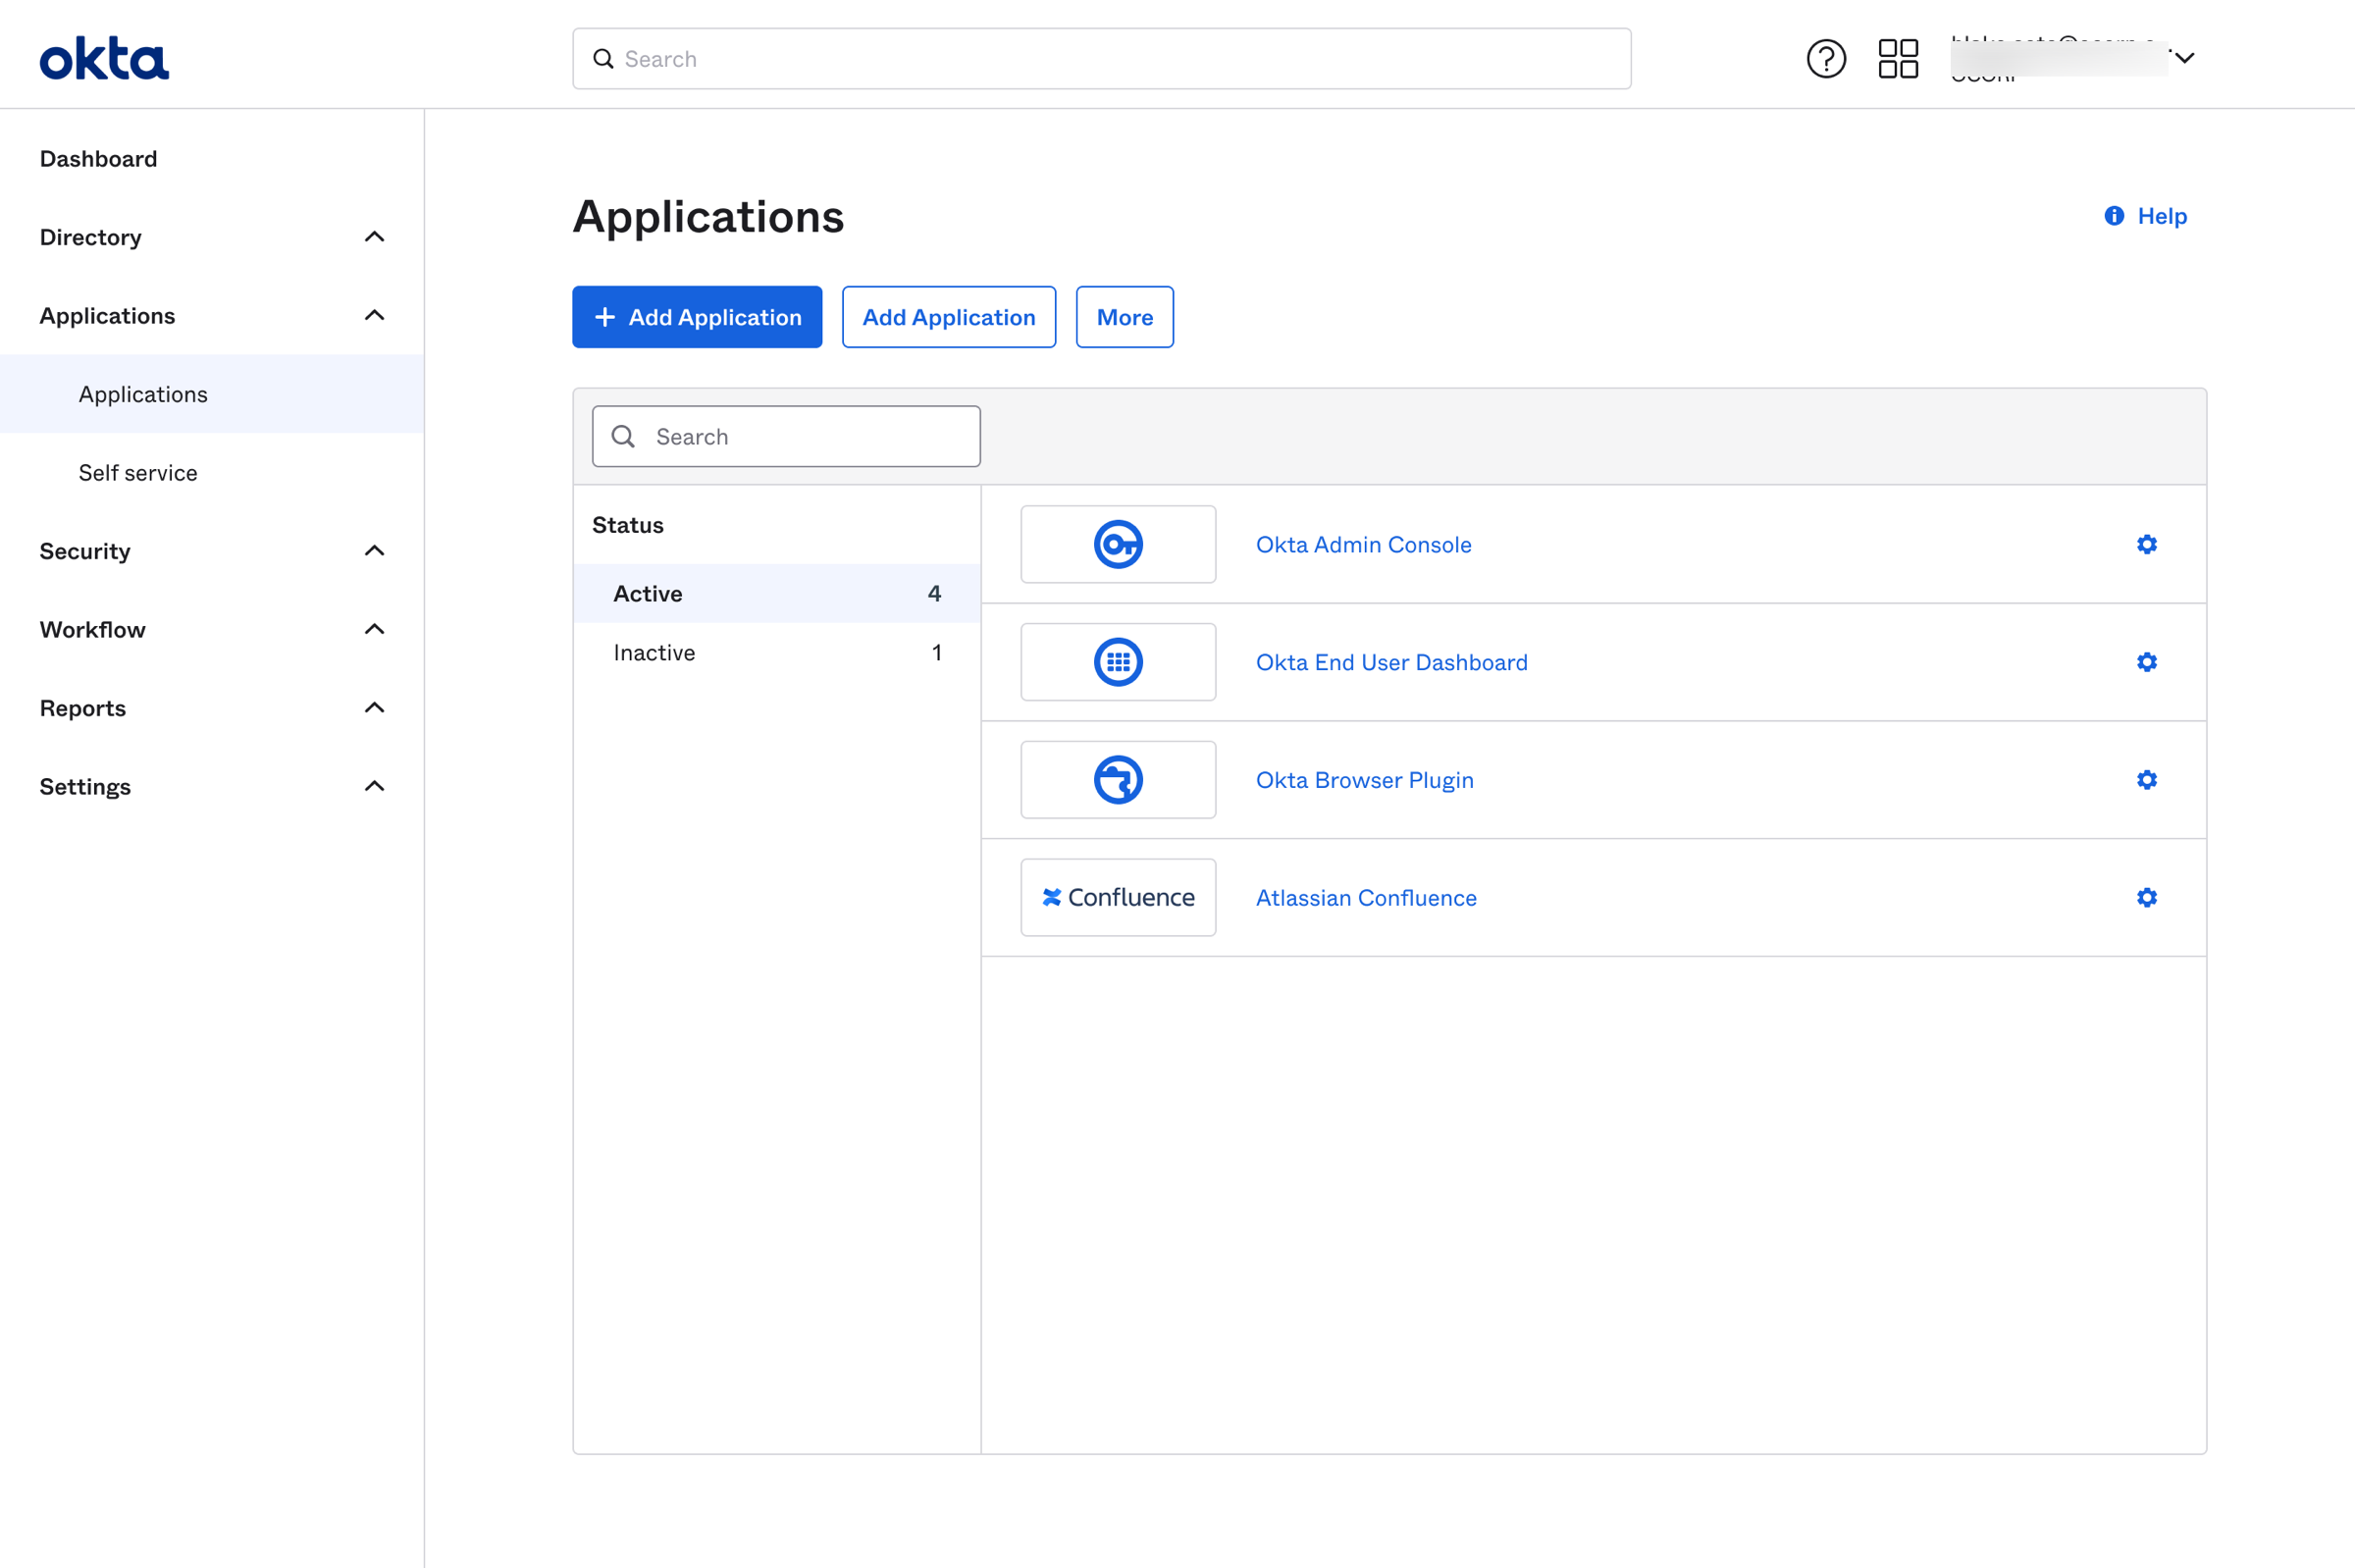 okta
Search
Dashboard
Directory
Applications
Applications
Self service
Security
Workflow
Reports
Settings
Applications
Help
+ Add Application
Add Application
More
Search
Status
Active 4
Inactive 1
Okta Admin Console
Okta End User Dashboard
Okta Browser Plugin
Confluence
Atlassian Confluence